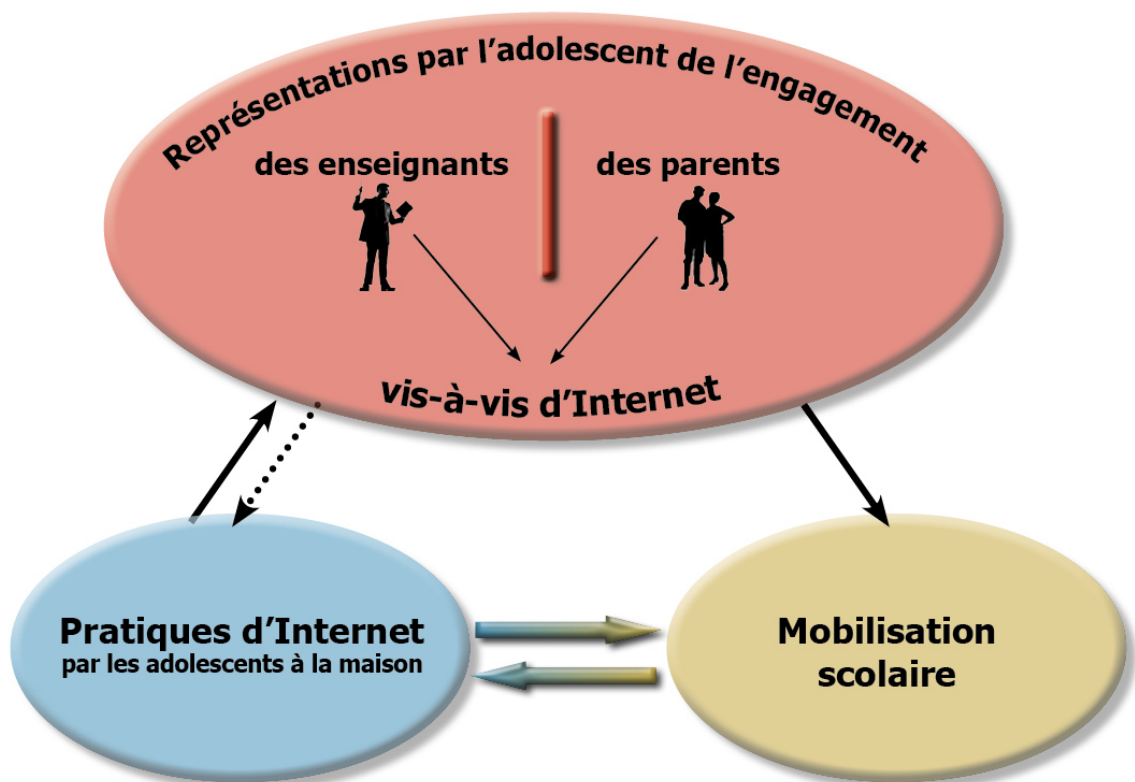 Représentations par l’adolescent de l’engagement
des enseignants
des parents
vis-à-vis d’Internet
Pratiques d’Internet
par les adolescents à la maison
Mobilisation
scolaire